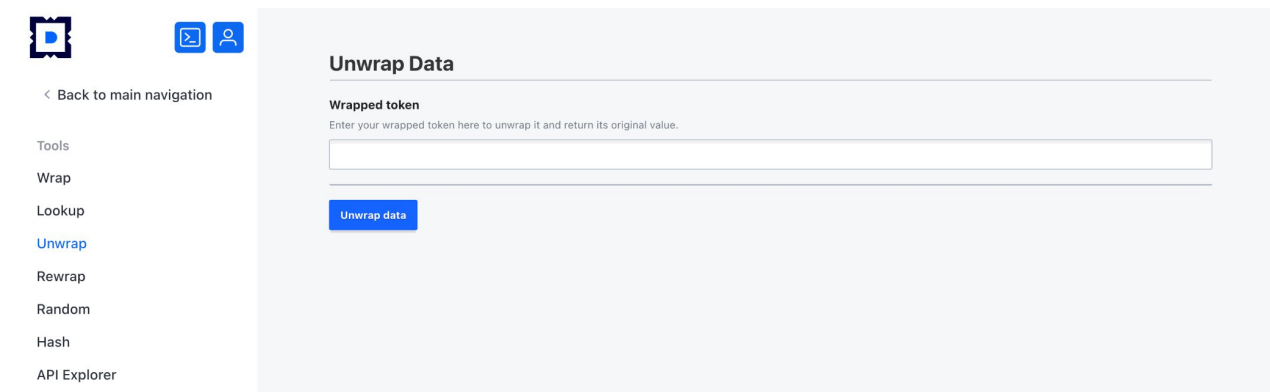 < Back to main navigation
Tools
Wrap
Lookup
Unwrap
Rewrap
Random
Hash
API Explorer
Unwrap Data
Wrapped token
Enter your wrapped token here to unwrap it and return its original value.
Unwrap data